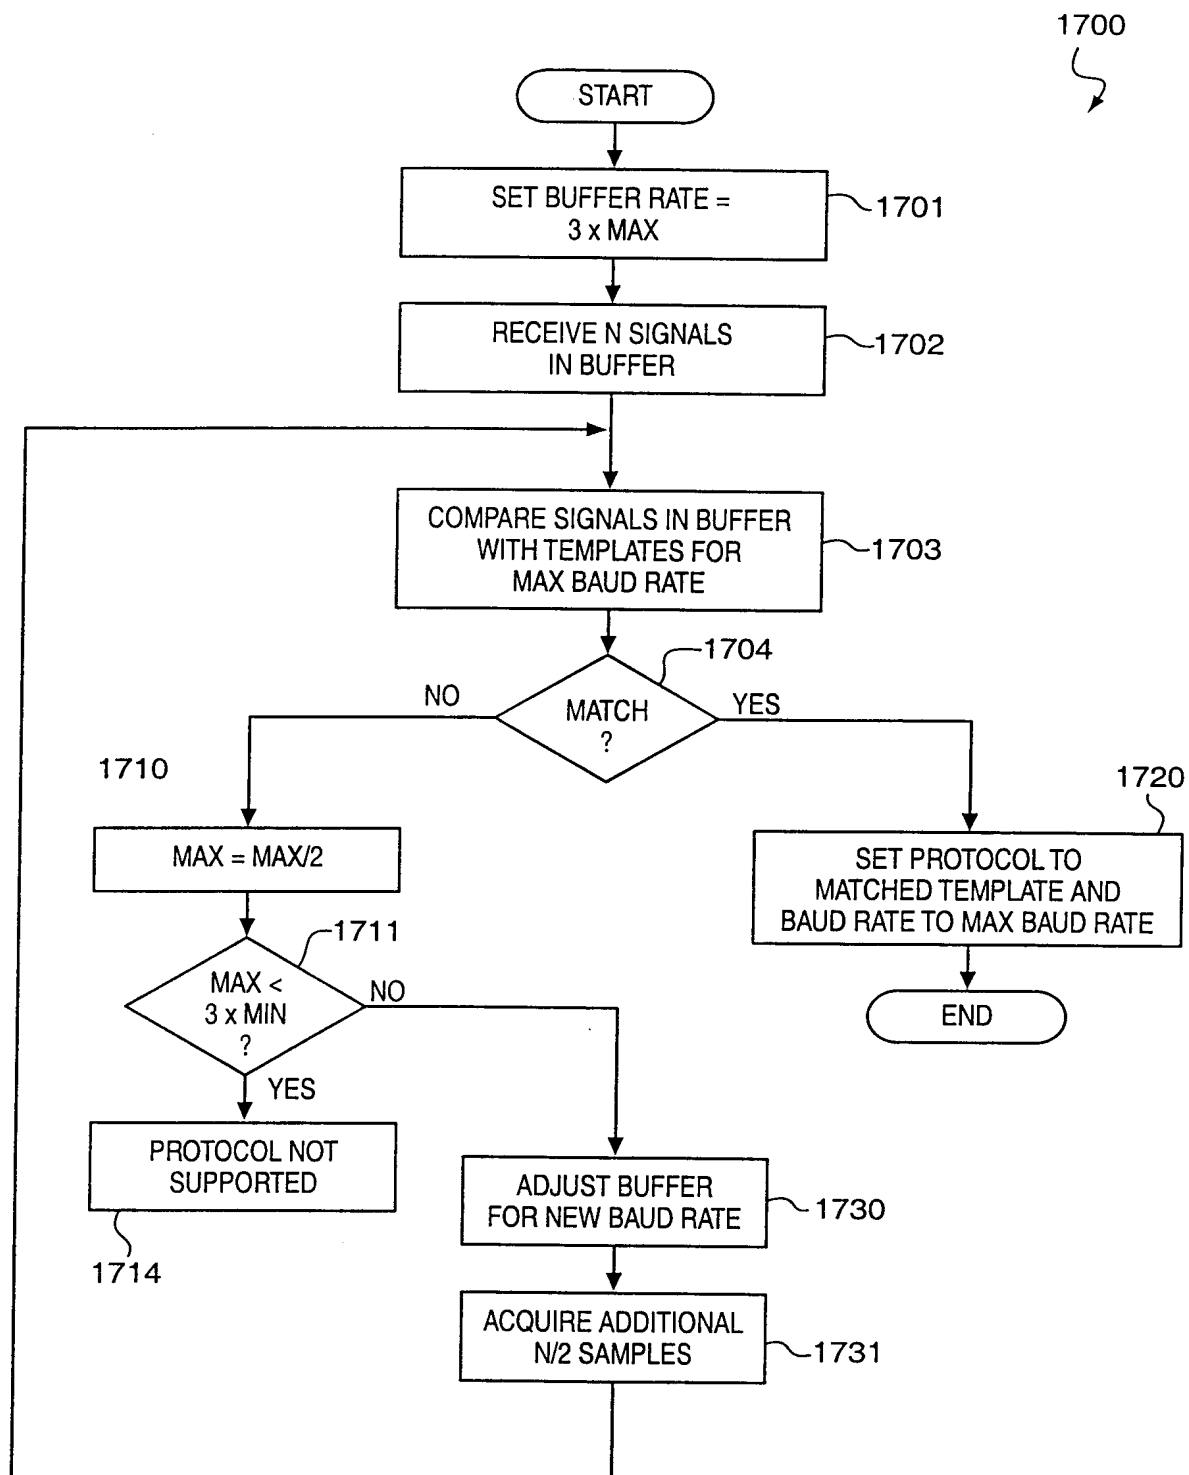 1700
START
SET BUFFER RATE =
3 x MAX
1701
RECEIVE N SIGNALS
IN BUFFER
1702
COMPARE SIGNALS IN BUFFER
WITH TEMPLATES FOR
MAX BAUD RATE
1703
1704
MATCH
?
NO
YES
1710
MAX = MAX/2
1720
SET PROTOCOL TO
MATCHED TEMPLATE AND
BAUD RATE TO MAX BAUD RATE
END
1711
MAX <
3 x MIN
?
NO
YES
PROTOCOL NOT
SUPPORTED
1714
ADJUST BUFFER
FOR NEW BAUD RATE
1730
ACQUIRE ADDITIONAL
N/2 SAMPLES
1731